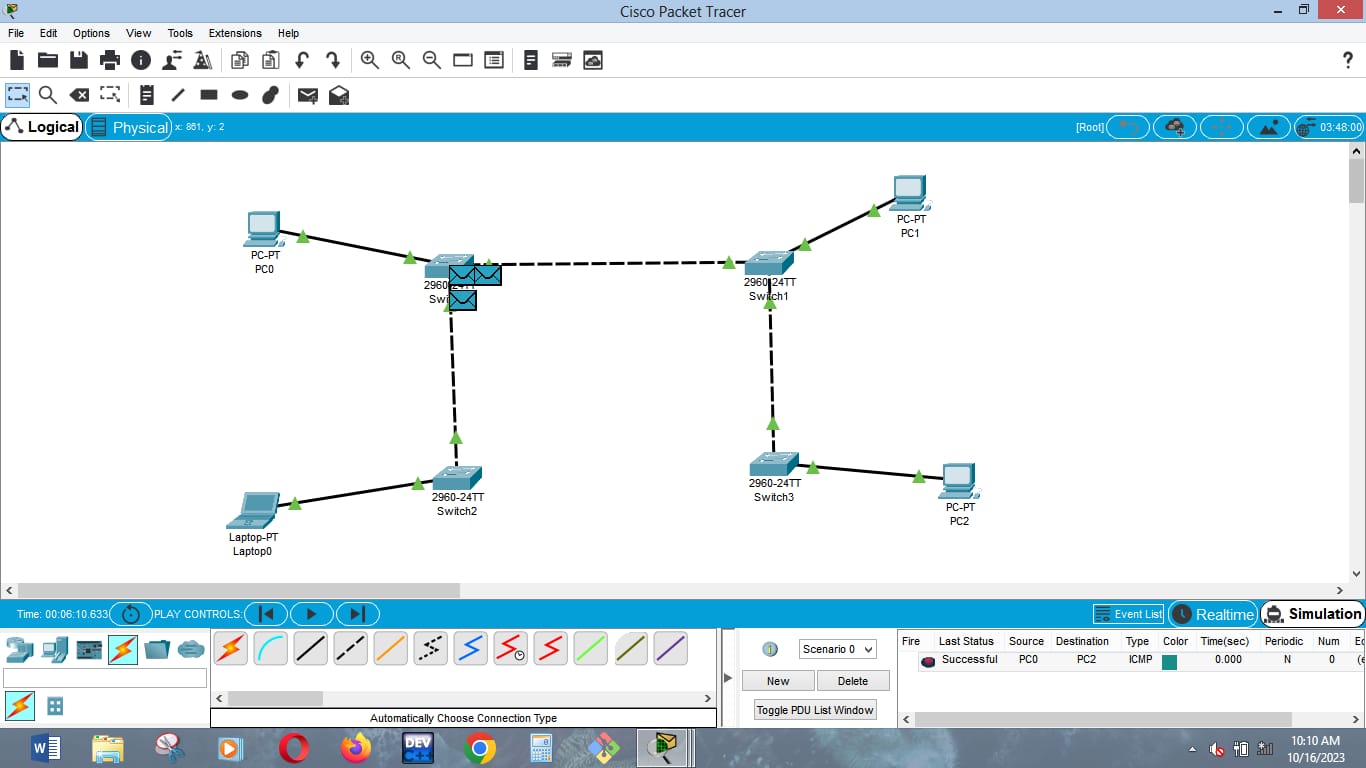 Cisco Packet Tracer
File Edit Options View Tools Extensions Help
Logical
Physical
x: 861, y: 2
[Root]
03:48:00
PC-PT
PC0
2960-24TT
PC-PT
PC1
2960-24TT
Switch1
2960-24TT
Switch2
Laptop-PT
Laptop0
2960-24TT
Switch3
PC-PT
PC2
Time: 00:06:10.633
PLAY CONTROLS:
Event List
Realtime
Simulation
Scenario 0
New
Delete
Toggle PDU List Window
Fire Last Status Source Destination Type Color Time(sec) Periodic Num
Successful PC0 PC2 ICMP 0.000 N 0
Automatically Choose Connection Type
DEV
C++
10:10 AM
10/16/2023